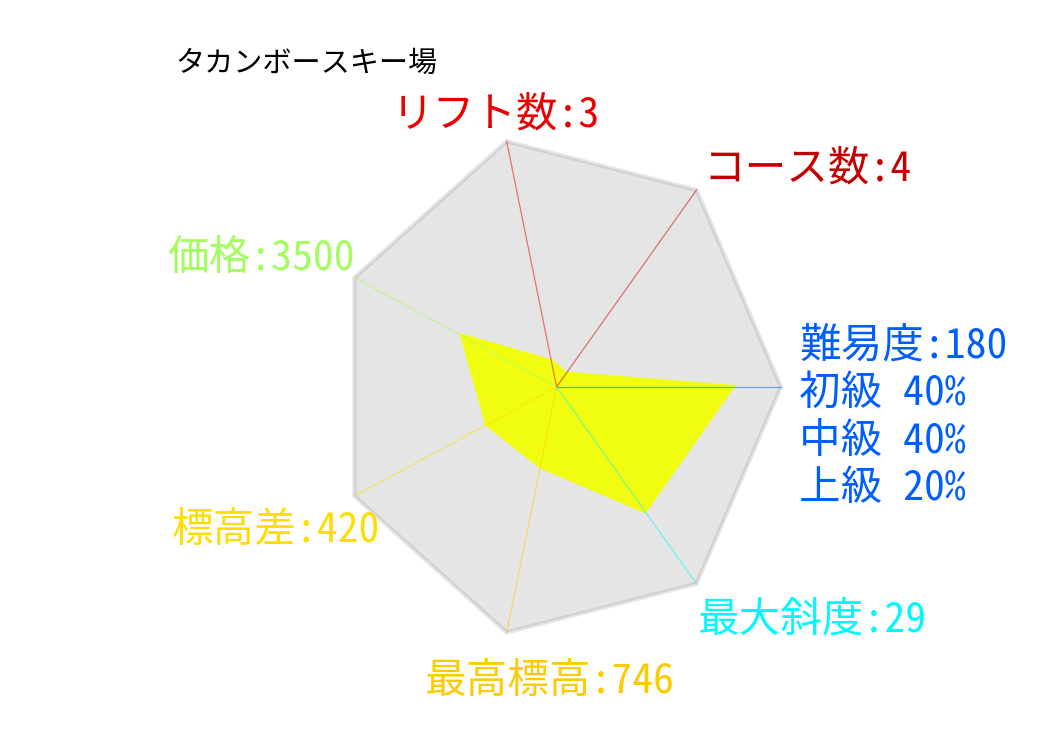 タカンボースキー場
リフト数:3
コース数:4
価格:3500
難易度:180
初級 40%
中級 40%
上級 20%
標高差:420
最大斜度:29
最高標高:746